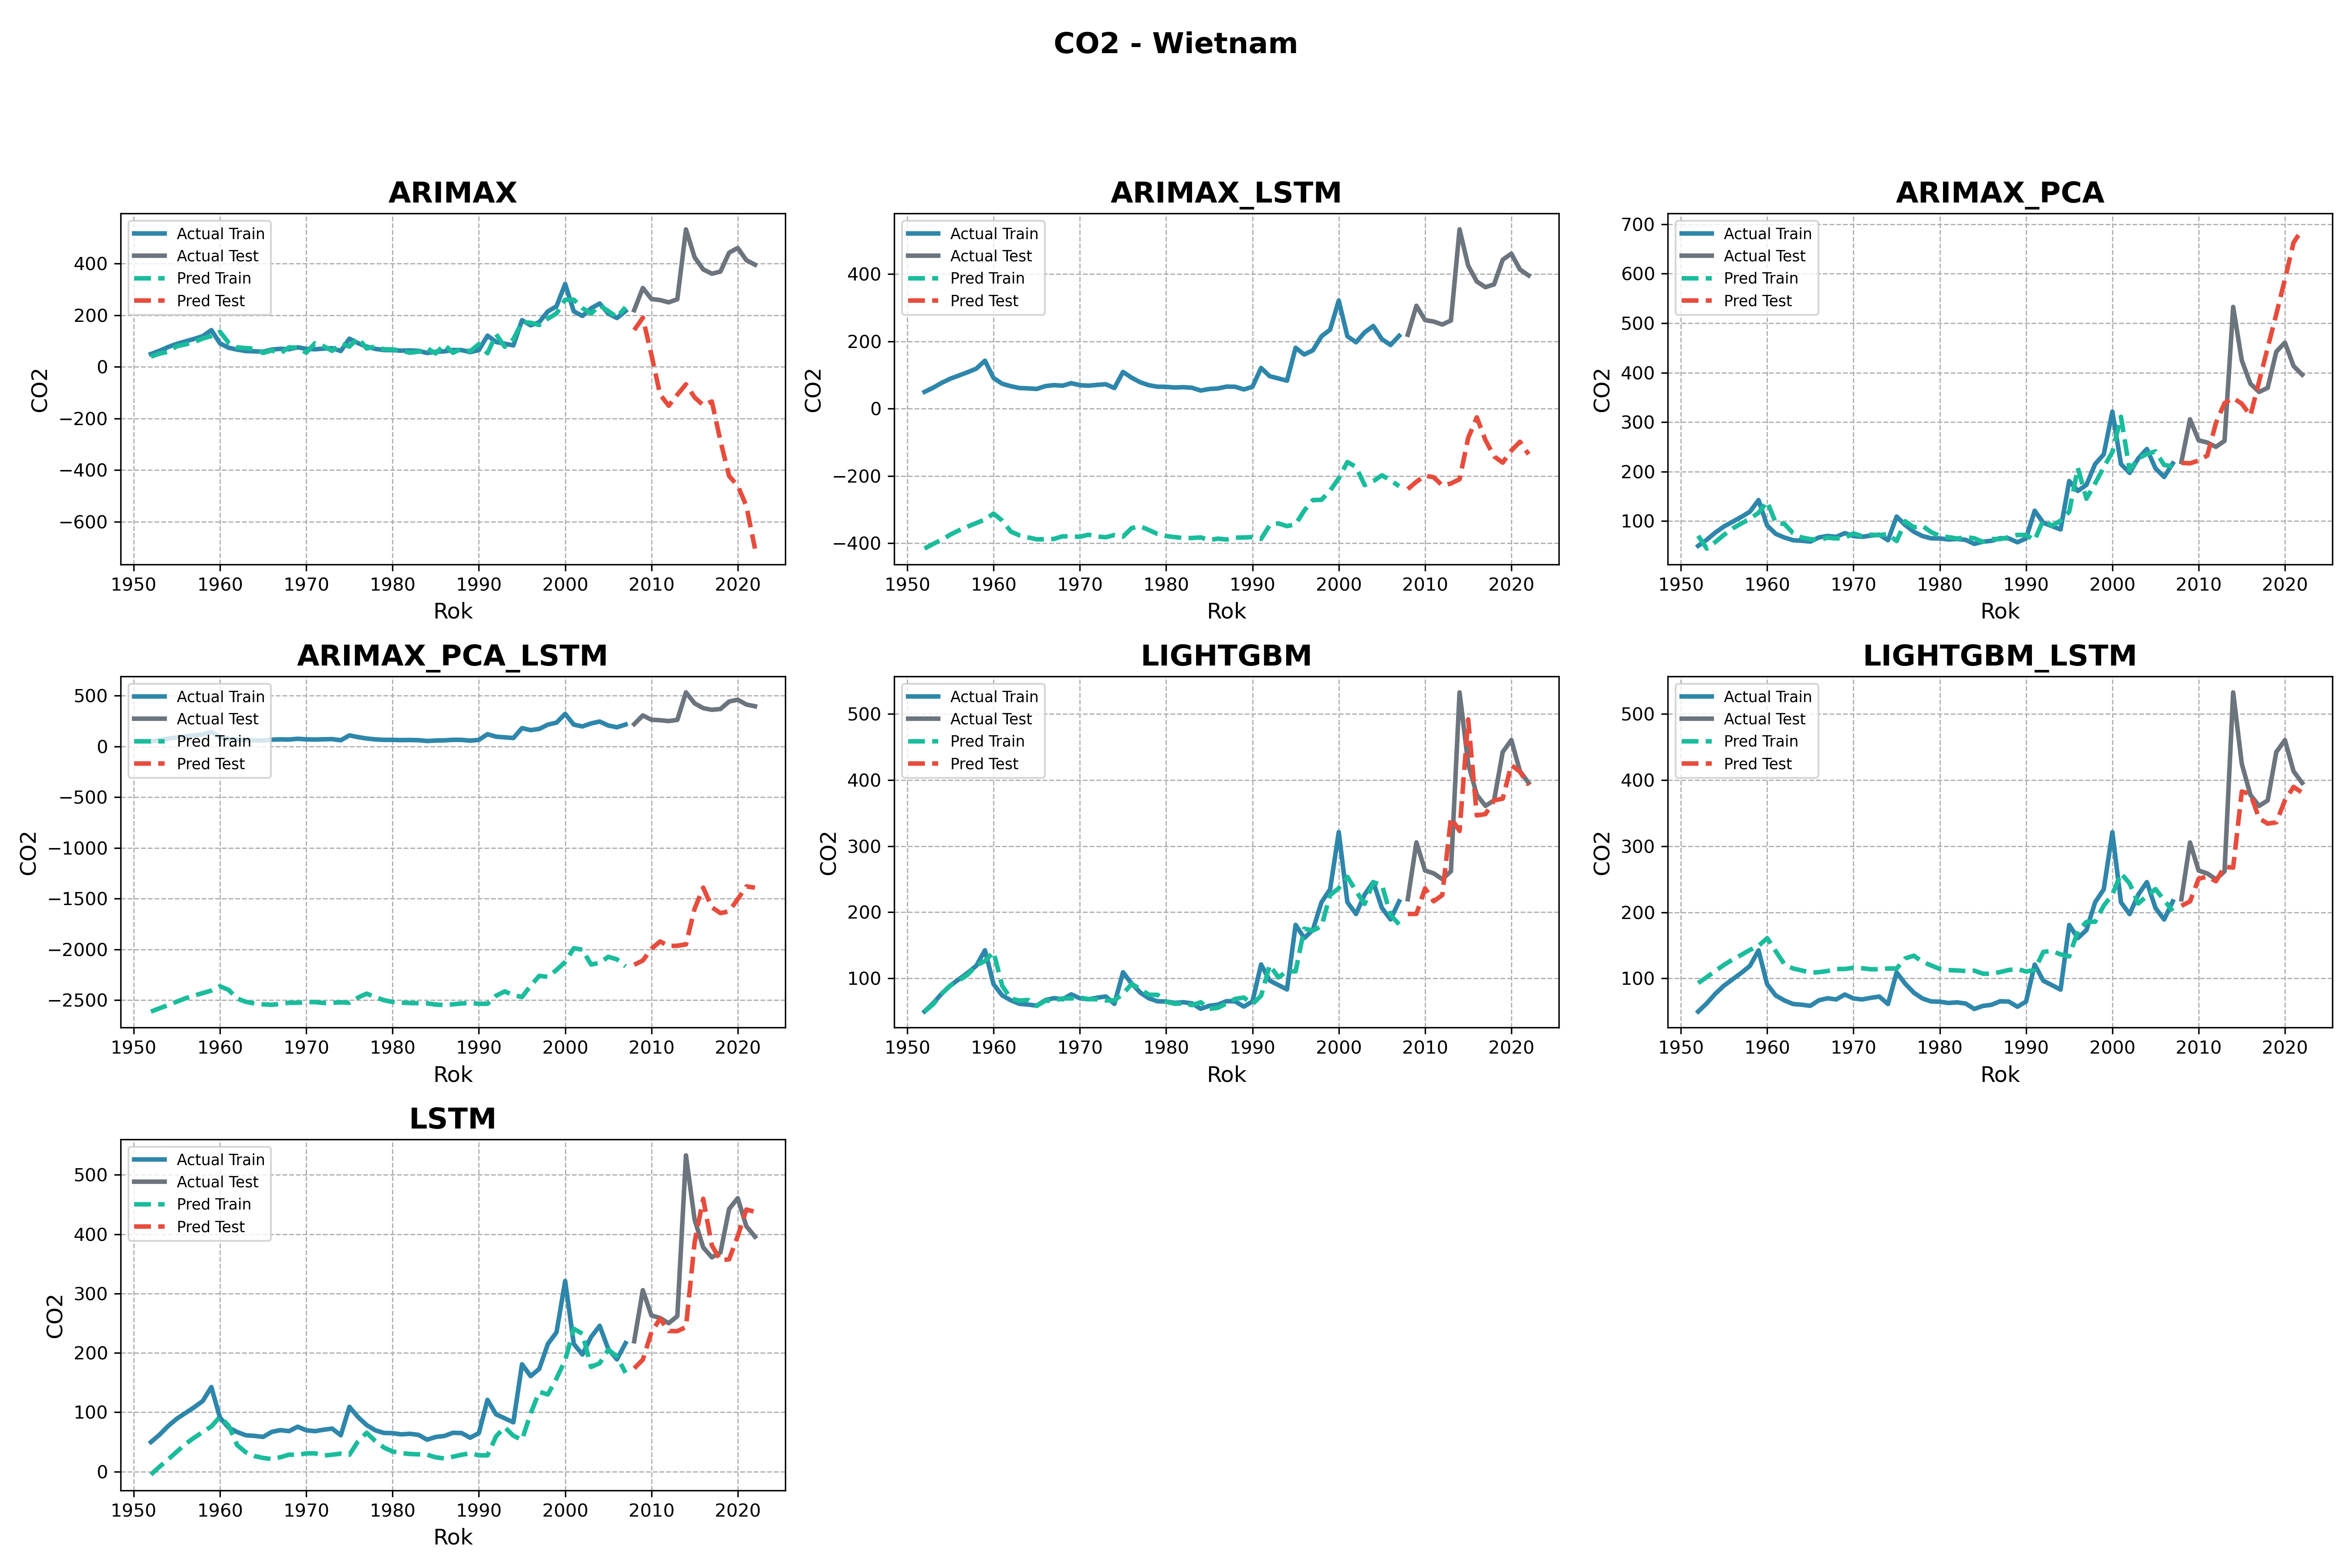 CO2 - Wietnam
ARIMAX
Actual Train
Actual Test
Pred Train
Pred Test
400
200
0
−200
−400
−600
CO2
1950 1960 1970 1980 1990 2000 2010 2020
Rok
ARIMAX_LSTM
Actual Train
Actual Test
Pred Train
Pred Test
400
200
0
−200
−400
CO2
1950 1960 1970 1980 1990 2000 2010 2020
Rok
ARIMAX_PCA
Actual Train
Actual Test
Pred Train
Pred Test
700
600
500
400
300
200
100
CO2
1950 1960 1970 1980 1990 2000 2010 2020
Rok
ARIMAX_PCA_LSTM
Actual Train
Actual Test
Pred Train
Pred Test
500
0
−500
−1000
−1500
−2000
−2500
CO2
1950 1960 1970 1980 1990 2000 2010 2020
Rok
LIGHTGBM
Actual Train
Actual Test
Pred Train
Pred Test
500
400
300
200
100
CO2
1950 1960 1970 1980 1990 2000 2010 2020
Rok
LIGHTGBM_LSTM
Actual Train
Actual Test
Pred Train
Pred Test
500
400
300
200
100
CO2
1950 1960 1970 1980 1990 2000 2010 2020
Rok
LSTM
Actual Train
Actual Test
Pred Train
Pred Test
500
400
300
200
100
0
CO2
1950 1960 1970 1980 1990 2000 2010 2020
Rok